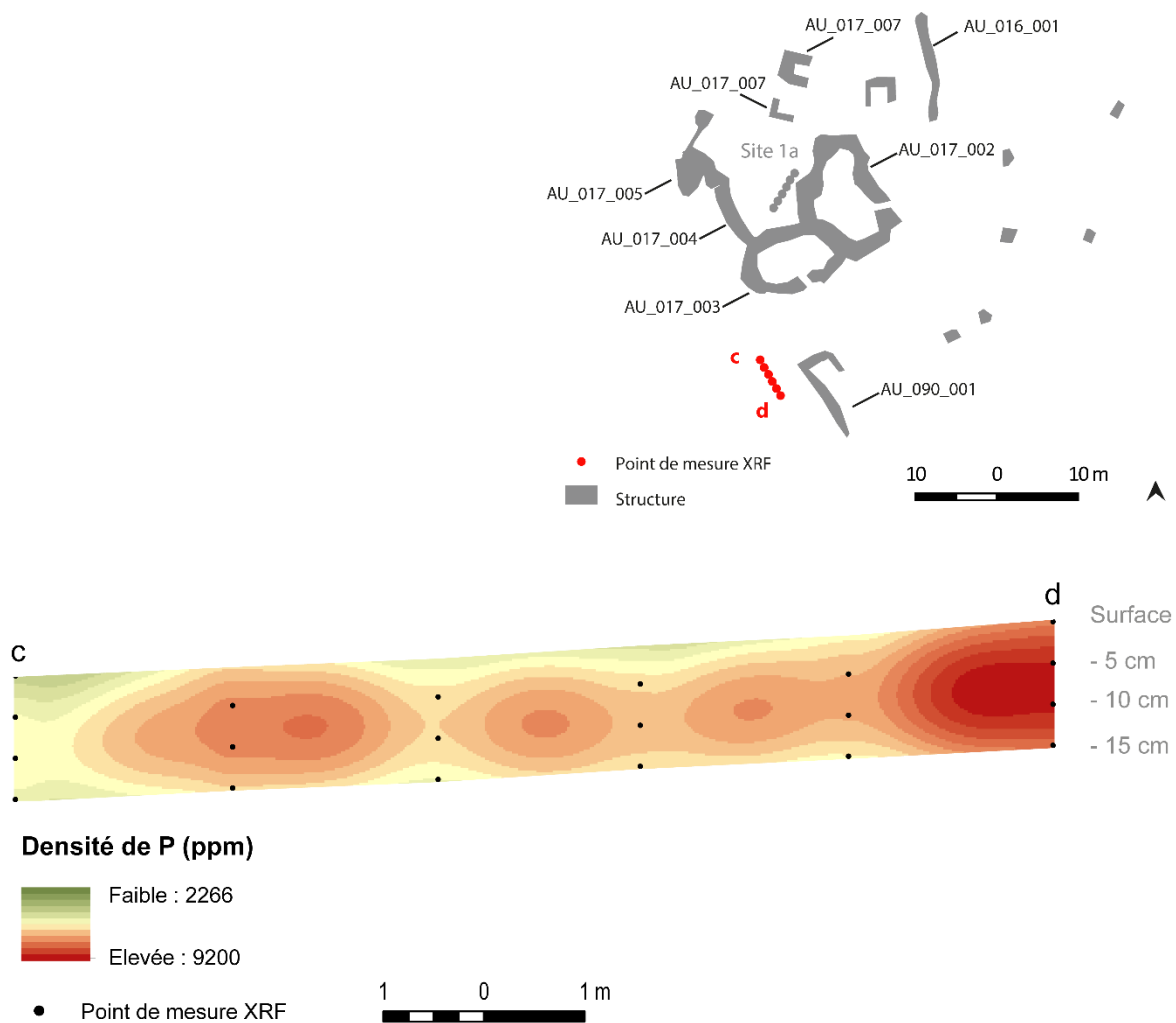 AU_017_007
AU_016_001
AU_017_007
Site 1a
AU_017_002
AU_017_005
AU_017_004
AU_017_003
c
d
AU_090_001
Point de mesure XRF
Structure
10 0 10 m
d
Surface
c
- 5 cm
- 10 cm
- 15 cm
Densité de P (ppm)
Faible : 2266
Elevée : 9200
Point de mesure XRF
1 0 1 m